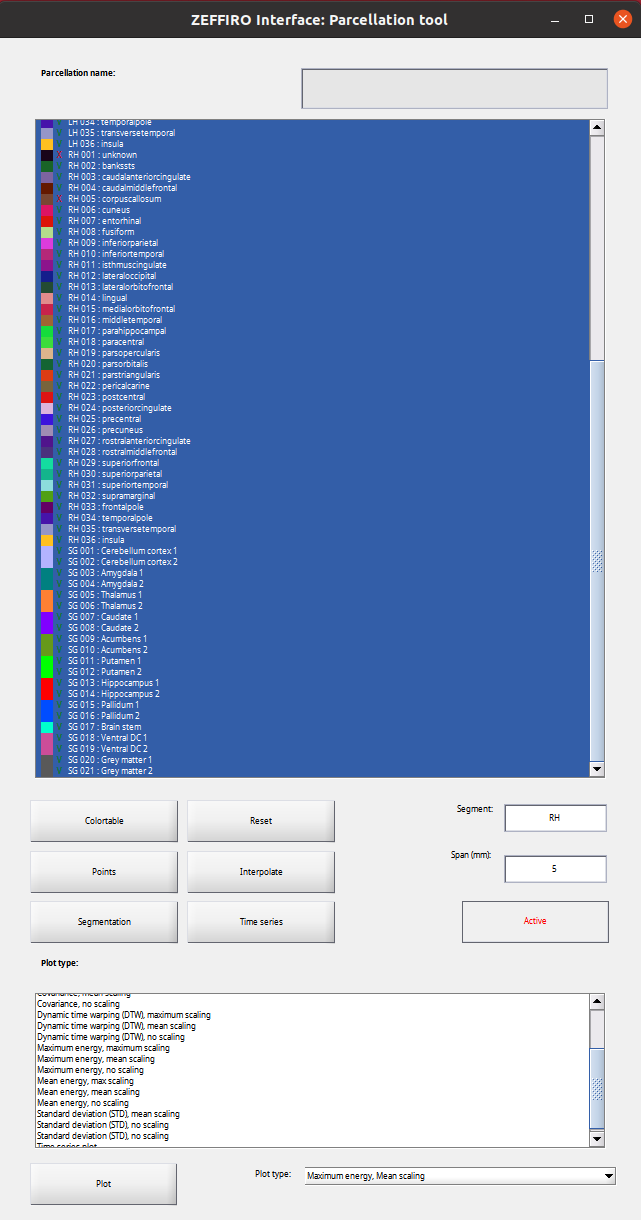 ZEFFIRO Interface: Parcellation tool
Parcellation name:
LH 034 : temporalpole
V LH 035 : transversetemporal
V LH 036 : insula
X RH 001 : unknown
V RH 002 : bankssts
V RH 003 : caudalanteriorcingulate
V RH 004 : caudalmiddlefrontal
X RH 005 : corpuscallosum
V RH 006 : cuneus
V RH 007 : entorhinal
V RH 008 : fusiform
V RH 009 : inferiorparietal
V RH 010 : inferiortemporal
V RH 011 : isthmuscingulate
V RH 012 : lateraloccipital
V RH 013 : lateralorbitofrontal
V RH 014 : lingual
V RH 015 : medialorbitofrontal
V RH 016 : middletemporal
V RH 017 : parahippocampal
V RH 018 : paracentral
V RH 019 : parsopercularis
V RH 020 : parsorbitalis
V RH 021 : parstriangularis
V RH 022 : pericalcarine
V RH 023 : postcentral
V RH 024 : posteriorcingulate
V RH 025 : precentral
V RH 026 : precuneus
V RH 027 : rostralanteriorcingulate
V RH 028 : rostralmiddlefrontal
V RH 029 : superiorfrontal
V RH 030 : superiorparietal
V RH 031 : superiortemporal
V RH 032 : supramarginal
V RH 033 : frontalpole
V RH 034 : temporalpole
V RH 035 : transversetemporal
V RH 036 : insula
V SG 001 : Cerebellum cortex 1
V SG 002 : Cerebellum cortex 2
V SG 003 : Amygdala 1
V SG 004 : Amygdala 2
V SG 005 : Thalamus 1
V SG 006 : Thalamus 2
V SG 007 : Caudate 1
V SG 008 : Caudate 2
V SG 009 : Acumbens 1
V SG 010 : Acumbens 2
V SG 011 : Putamen 1
V SG 012 : Putamen 2
V SG 013 : Hippocampus 1
V SG 014 : Hippocampus 2
V SG 015 : Pallidum 1
V SG 016 : Pallidum 2
V SG 017 : Brain stem
V SG 018 : Ventral DC 1
V SG 019 : Ventral DC 2
V SG 020 : Grey matter 1
V SG 021 : Grey matter 2
Colortable
Reset
Segment:
RH
Points
Interpolate
Span (mm):
5
Segmentation
Time series
Active
Plot type:
Covariance, mean scaling
Covariance, no scaling
Dynamic time warping (DTW), maximum scaling
Dynamic time warping (DTW), mean scaling
Dynamic time warping (DTW), no scaling
Maximum energy, maximum scaling
Maximum energy, mean scaling
Maximum energy, no scaling
Mean energy, max scaling
Mean energy, mean scaling
Mean energy, no scaling
Standard deviation (STD), mean scaling
Standard deviation (STD), no scaling
Standard deviation (STD), no scaling
Time series plot
Plot
Plot type:
Maximum energy, Mean scaling